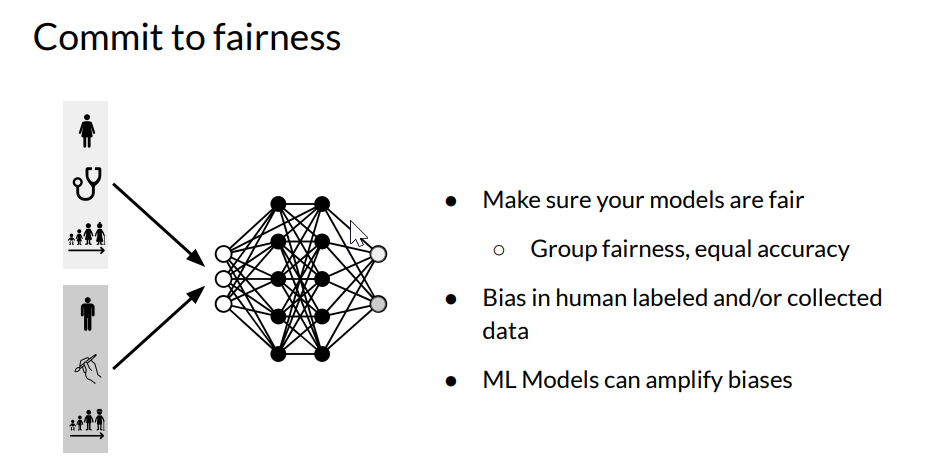 Commit to fairness
● Make sure your models are fair
○ Group fairness, equal accuracy
● Bias in human labeled and/or collected
data
● ML Models can amplify biases